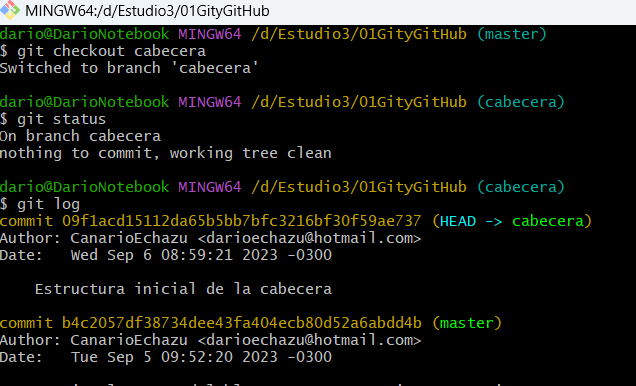 MINGW64:/d/Estudio3/01GityGitHub
dario@DarioNotebook MINGW64 /d/Estudio3/01GityGitHub (master)
$ git checkout cabecera
Switched to branch 'cabecera'
dario@DarioNotebook MINGW64 /d/Estudio3/01GityGitHub (cabecera)
$ git status
On branch cabecera
nothing to commit, working tree clean
dario@DarioNotebook MINGW64 /d/Estudio3/01GityGitHub (cabecera)
$ git log
commit 09f1acd15112da65b5bb7bfc3216bf30f59ae737 (HEAD -> cabecera)
Author: CanarioEchazu <darioechazu@hotmail.com>
Date:   Wed Sep 6 08:59:21 2023 -0300
Estructura inicial de la cabecera
commit b4c2057df38734dee43fa404ecb80d52a6abdd4b (master)
Author: CanarioEchazu <darioechazu@hotmail.com>
Date:   Tue Sep 5 09:52:20 2023 -0300